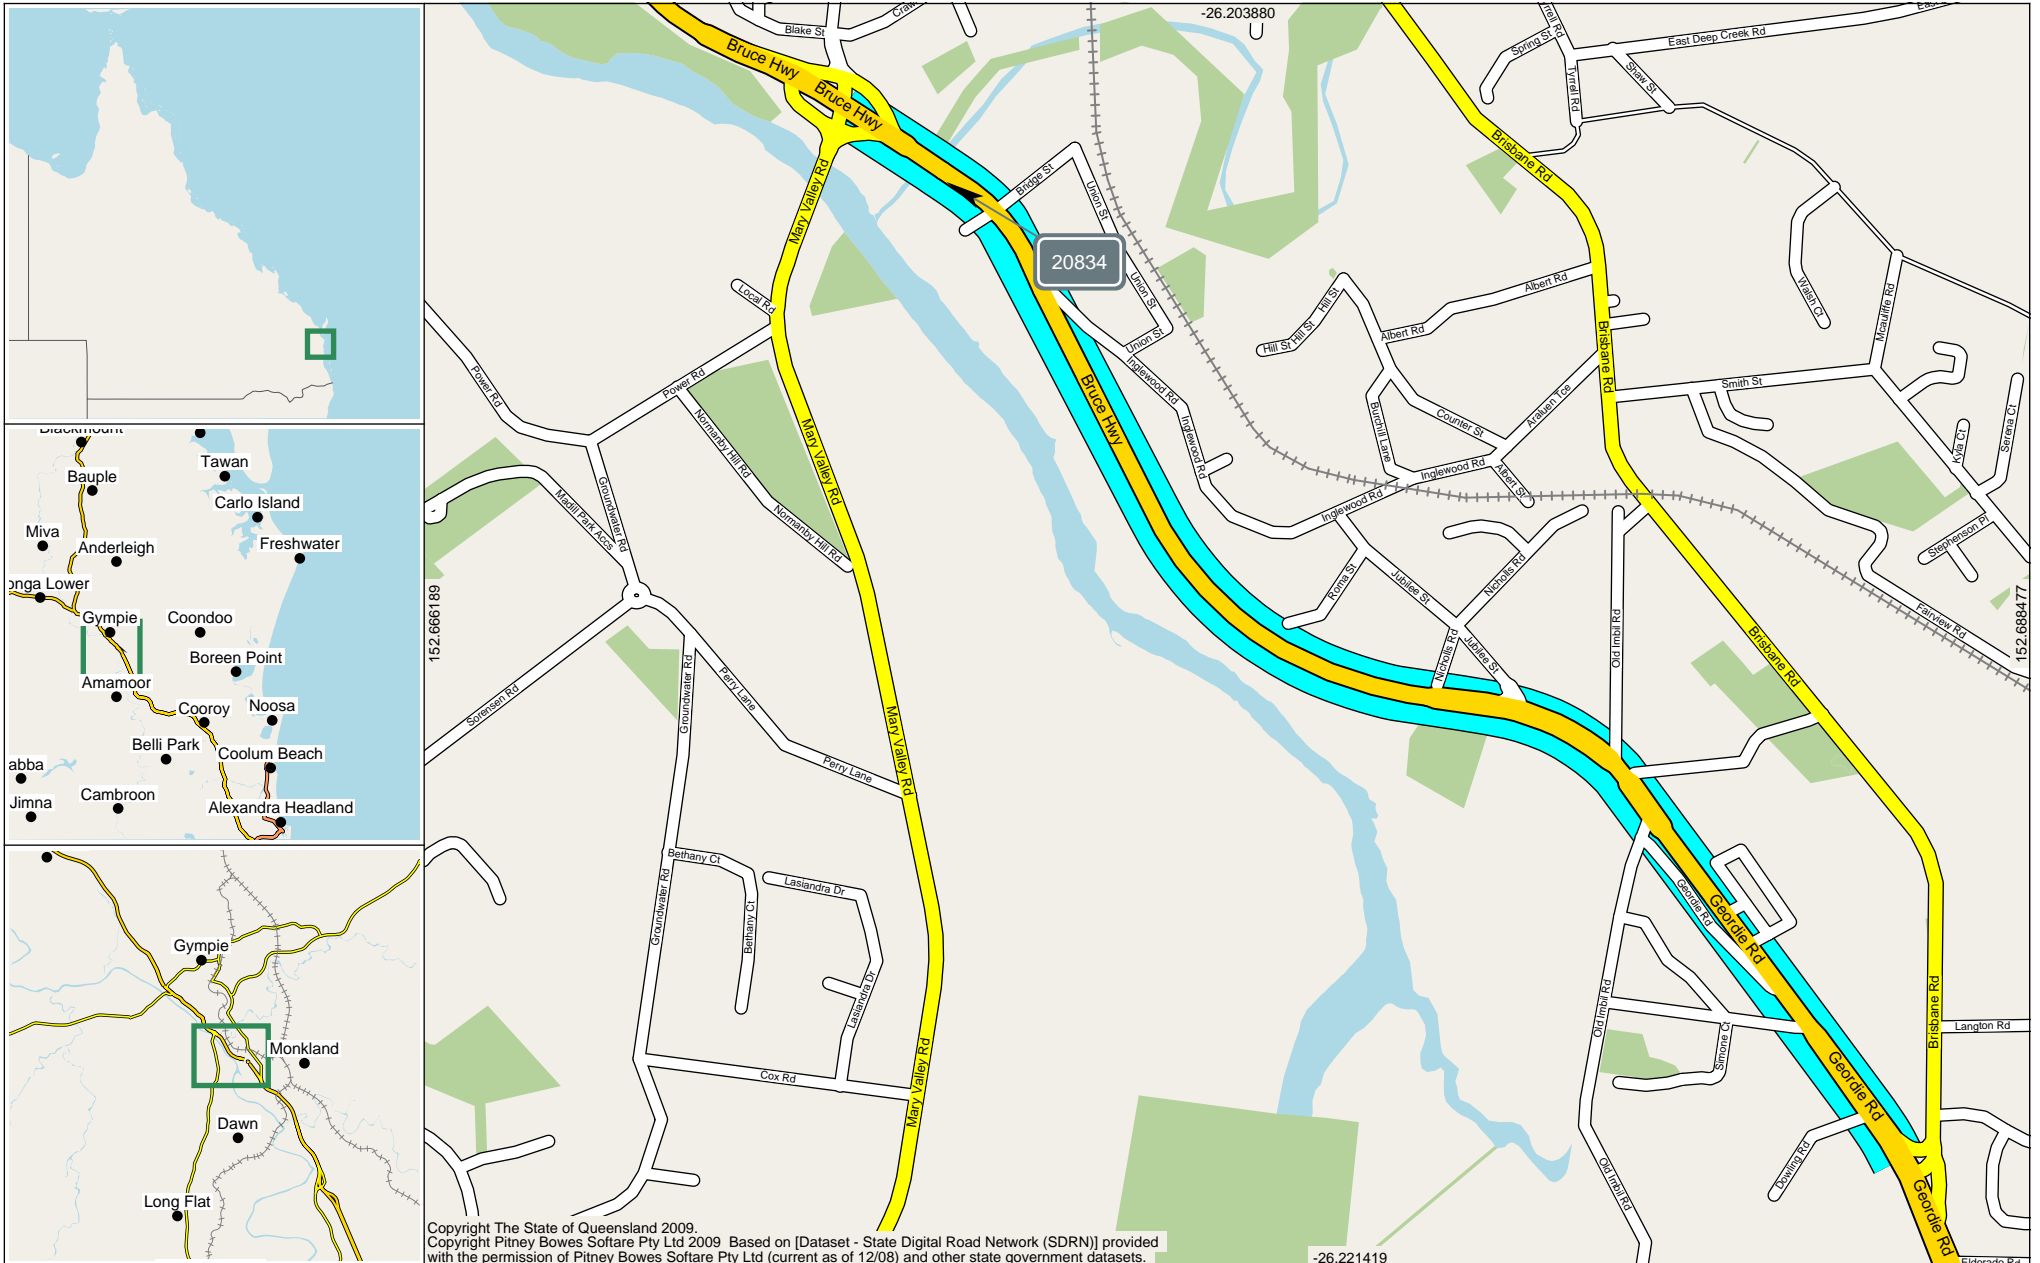 Blackmount
Tawan
Bauple
Carlo Island
Miva
Anderleigh
Freshwater
onga Lower
Gympie
Coondoo
Boreen Point
Amamoor
Cooroy
Noosa
Belli Park
Coolum Beach
abba
Jimna
Cambroon
Alexandra Headland
Gympie
Monkland
Dawn
Long Flat
-26.203880
Blake St
Craw
Bruce Hwy
Bruce Hwy
Spring St
yrrell Rd
East Deep Creek Rd
East D
Shaw St
Tyrrell Rd
Brisbane Rd
Bridge St
Union St
Mary Valley Rd
20834
Union St
Local Rd
Hill St
Albert Rd
Walsh Ct
Mcauliffe Rd
Albert Rd
Hill St
Hill St
Union St
Brisbane Rd
Inglewood Rd
Power Rd
Power Rd
Bruce Hwy
Smith St
Araluen Tce
Burchill Lane
Counter St
Normanby Hill Rd
Mary Valley Rd
Inglewood Rd
Kyla Ct
Serena Ct
Inglewood Rd
Albert St
Madill Park Accs
Groundwater Rd
Normanby Hill Rd
Inglewood Rd
Stephenson Pl
152.666189
152.688477
Roma St
Jubilee St
Nicholls Rd
Fairview Rd
Old Imbil Rd
Nicholls Rd
Jubilee St
Brisbane Rd
Sorensen Rd
Groundwater Rd
Perry Lane
Mary Valley Rd
Perry Lane
Bethany Ct
Lasiandra Dr
Groundwater Rd
Bethany Ct
Geordie Rd
Geordie Rd
Lasiandra Dr
Old Imbil Rd
Brisbane Rd
Langton Rd
Simone Ct
Cox Rd
Mary Valley Rd
Geordie Rd
Dowling Rd
Old Imbil Rd
Geordie Rd
Copyright The State of Queensland 2009.
Copyright Pitney Bowes Softare Pty Ltd 2009 Based on [Dataset - State Digital Road Network (SDRN)] provided
with the permission of Pitney Bowes Softare Pty Ltd (current as of 12/08) and other state government datasets.
-26.221419
Eldorado Rd